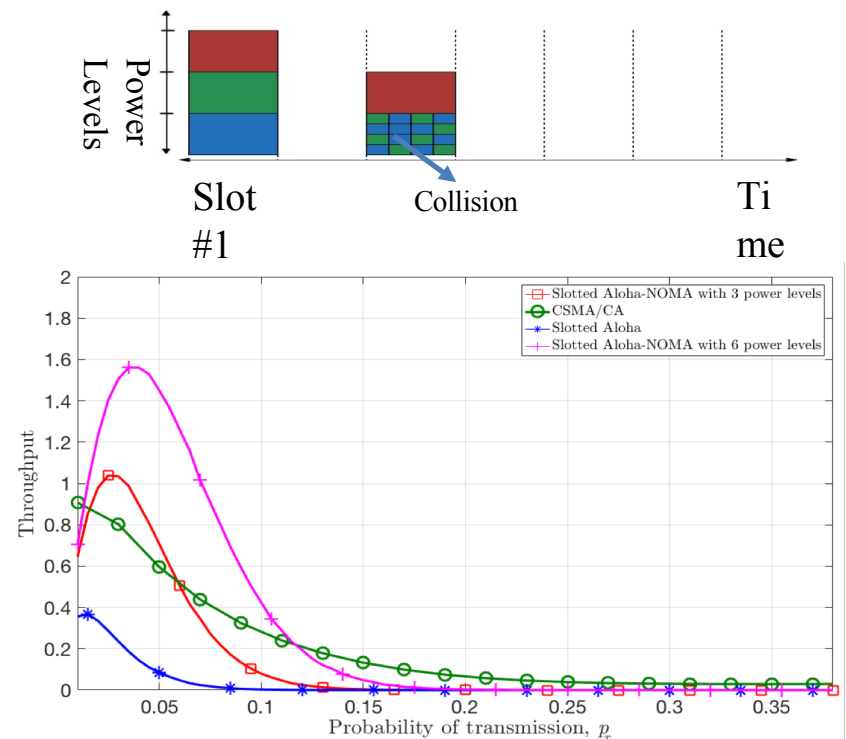 Power
Levels
Slot
#1
Collision
Ti
me
2
1.8
1.6
1.4
1.2
1
0.8
0.6
0.4
0.2
0
Throughput
Slotted Aloha-NOMA with 3 power levels
CSMA/CA
Slotted Aloha
Slotted Aloha-NOMA with 6 power levels
0.05
0.1
0.15
0.2
0.25
0.3
0.35
Probability of transmission, p_r